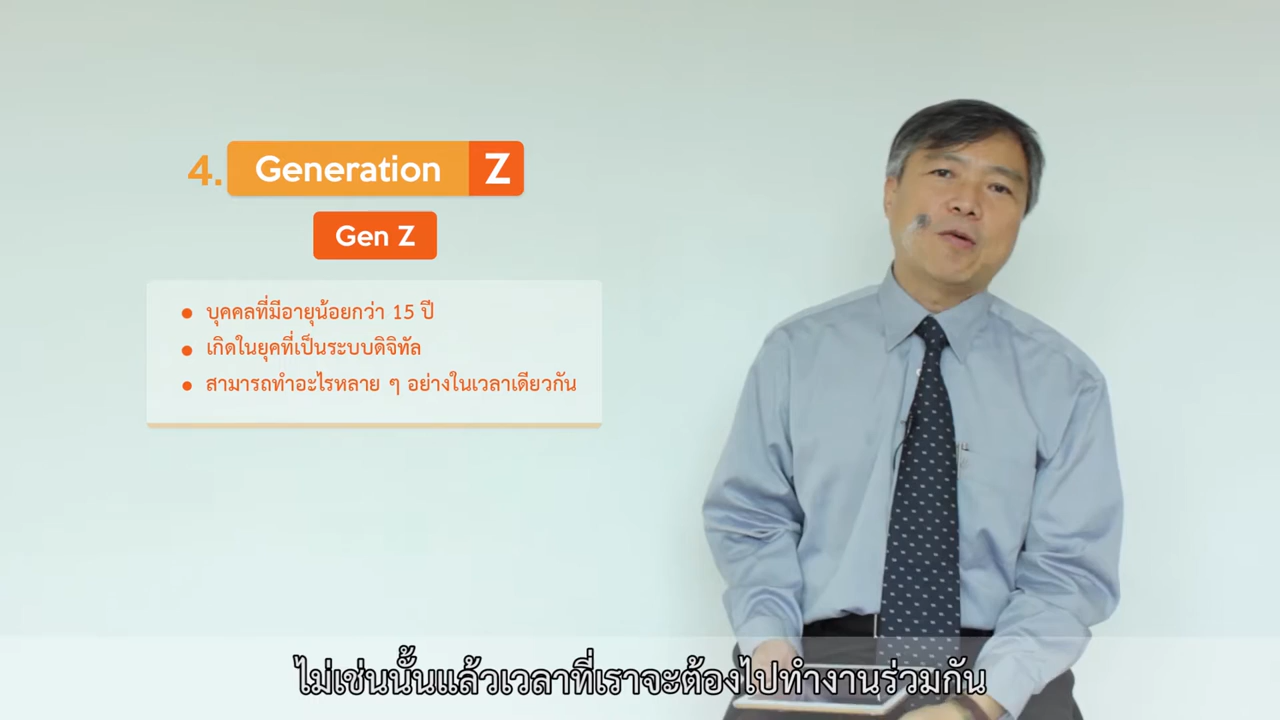 4. Generation Z
Gen Z
• บุคคลที่มีอายุน้อยกว่า 15 ปี
• เกิดในยุคที่เป็นระบบดิจิทัล
• สามารถทำอะไรหลาย ๆ อย่างในเวลาเดียวกัน
ไม่เช่นนั้นแล้วเวลาที่เราจะต้องไปทำงานร่วมกัน